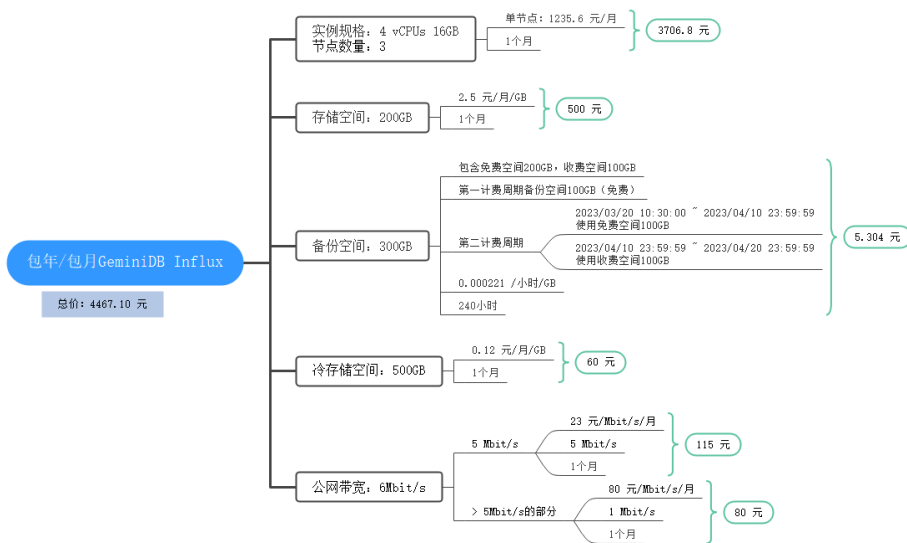 包年/包月GeminiDB Influx
总价: 4467.10 元
实例规格: 4 vCPUs 16GB
节点数量: 3
单节点: 1235.6 元/月
1个月
3706.8 元
存储空间: 200GB
2.5 元/月/GB
1个月
500 元
备份空间: 300GB
包含免费空间200GB，收费空间100GB
第一计费周期备份空间100GB（免费）
第二计费周期
2023/03/20 10:30:00 ~ 2023/04/10 23:59:59
使用免费空间100GB
2023/04/10 23:59:59 ~ 2023/04/20 23:59:59
使用收费空间100GB
0.000221 /小时/GB
240小时
5.304 元
冷存储空间: 500GB
0.12 元/月/GB
1个月
60 元
公网带宽: 6Mbit/s
5 Mbit/s
23 元/Mbit/s/月
5 Mbit/s
1个月
115 元
> 5Mbit/s的部分
80 元/Mbit/s/月
1 Mbit/s
1个月
80 元